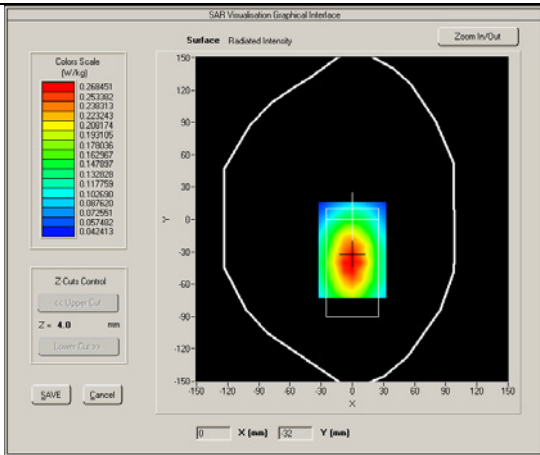 SAR Visualisation Graphical Interface
Surface Radiated Intensity
Zoom In/Out
Colors Scale
(W/kg)
0.268451
0.253382
0.238313
0.223243
0.208174
0.193105
0.178036
0.162967
0.147897
0.132828
0.117759
0.102690
0.087620
0.072551
0.057482
0.042413
Z Cuts Control
<< Upper Cut
Z = 4.0 mm
Lower Cut >>
SAVE Cancel
150-
120-
90-
60-
30-
0-
-30-
-60-
-90-
-120-
-150-
Y
-150 -120 -90 -60 -30 0 30 60 90 120 150
X
0 X (mm) -32 Y (mm)